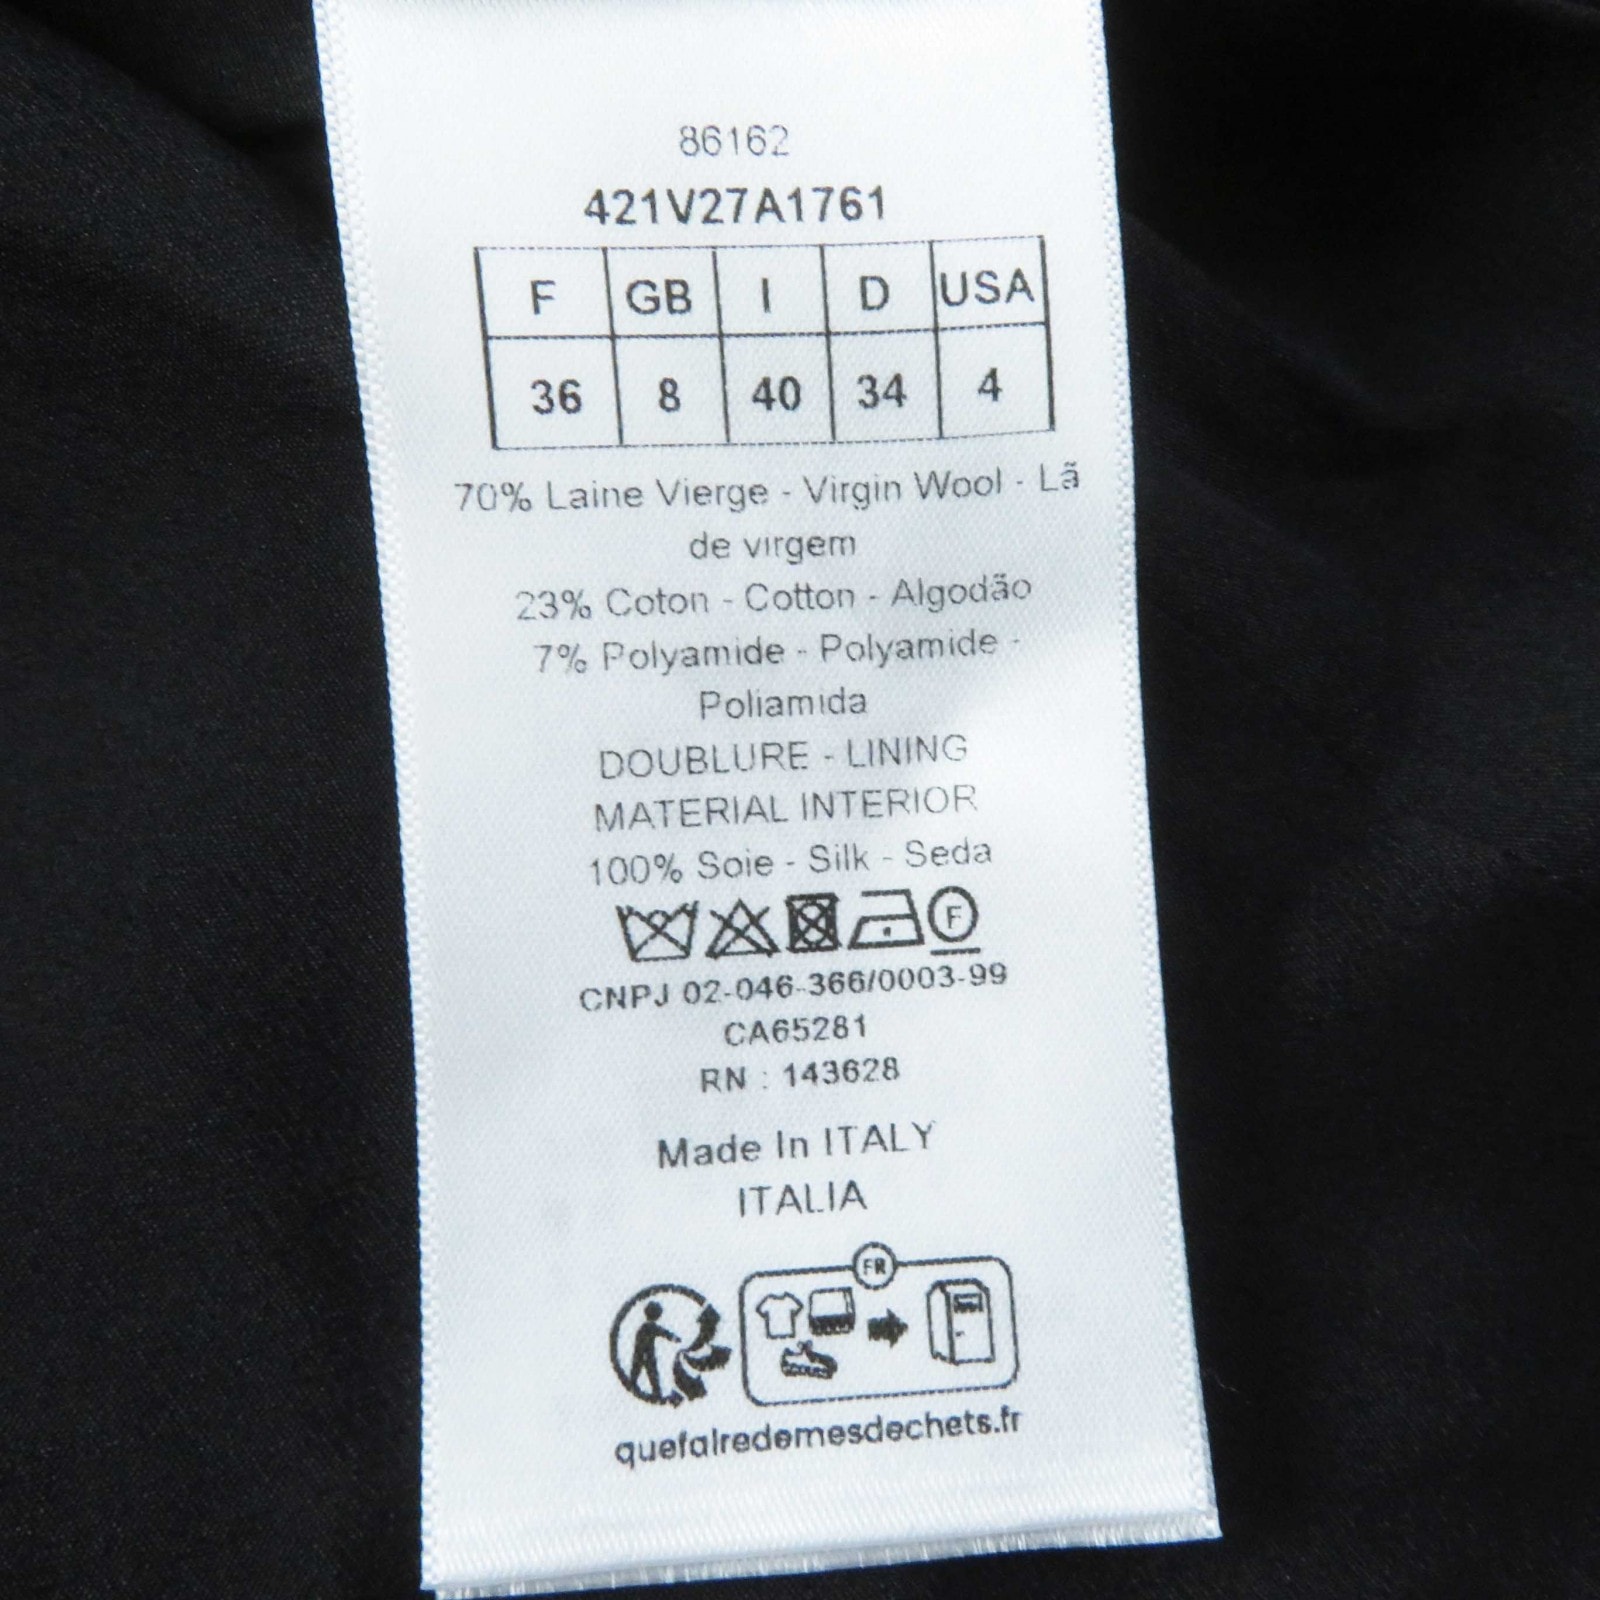 86162
421V27A1761
F GB I D USA
36 8 40 34 4
70% Laine Vierge - Virgin Wool - Lã
de virgem
23% Coton - Cotton - Algodão
7% Polyamide - Polyamide -
Poliamida
DOUBLURE - LINING
MATERIAL INTERIOR
100% Soie - Silk - Seda
F
CNPJ 02-046-366/0003-99
CA65281
RN : 143628
Made In ITALY
ITALIA
FR
quefairedemesdechets.fr